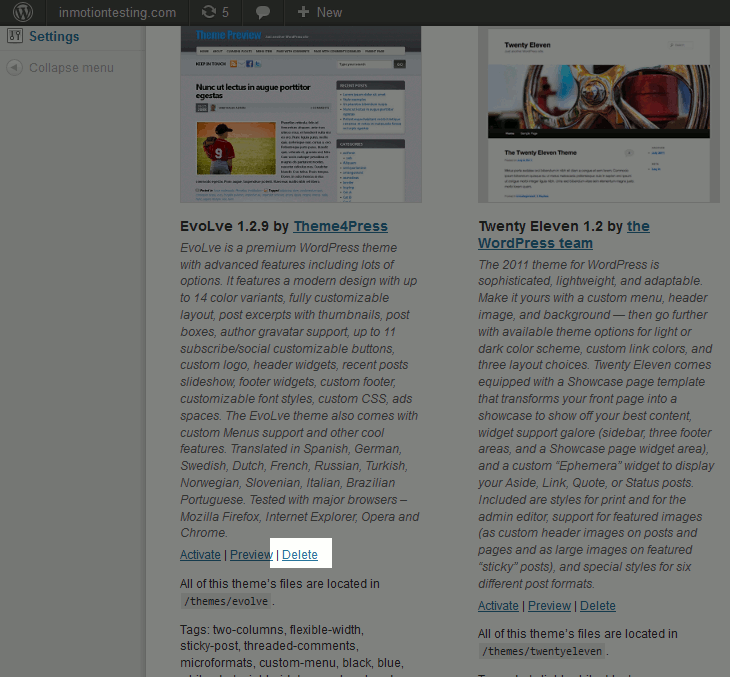 inmotiontesting.com 5 New
Settings
Collapse menu
Theme Preview
KEEP IN TOUCH
Nunc ut lectus in augue porttitor
egestas
RECENT POSTS
CATEGORIES
EvoLve 1.2.9 by Theme4Press
EvoLve is a premium WordPress theme
with advanced features including lots of
options. It features a modern design with up
to 14 color variants, fully customizable
layout, post excerpts with thumbnails, post
boxes, author gravatar support, up to 11
subscribe/social customizable buttons,
custom logo, header widgets, recent posts
slideshow, footer widgets, custom footer,
customizable font styles, custom CSS, ads
spaces. The EvoLve theme also comes with
custom Menus support and other cool
features. Translated in Spanish, German,
Swedish, Dutch, French, Russian, Turkish,
Norwegian, Slovenian, Italian, Brazilian
Portuguese. Tested with major browsers –
Mozilla Firefox, Internet Explorer, Opera and
Chrome.
Activate | Preview | Delete
All of this theme’s files are located in
/themes/evolve.
Tags: two-columns, flexible-width,
sticky-post, threaded-comments,
microformats, custom-menu, black, blue,
Twenty Eleven
The Twenty Eleven Theme
Twenty Eleven 1.2 by the
WordPress team
The 2011 theme for WordPress is
sophisticated, lightweight, and adaptable.
Make it yours with a custom menu, header
image, and background — then go further
with available theme options for light or
dark color scheme, custom link colors, and
three layout choices. Twenty Eleven comes
equipped with a Showcase page template
that transforms your front page into a
showcase to show off your best content,
widget support galore (sidebar, three footer
areas, and a Showcase page widget area),
and a custom “Ephemera” widget to display
your Aside, Link, Quote, or Status posts.
Included are styles for print and for the
admin editor, support for featured images
(as custom header images on posts and
pages and as large images on featured
“sticky” posts), and special styles for six
different post formats.
Activate | Preview | Delete
All of this theme’s files are located in
/themes/twentyeleven.